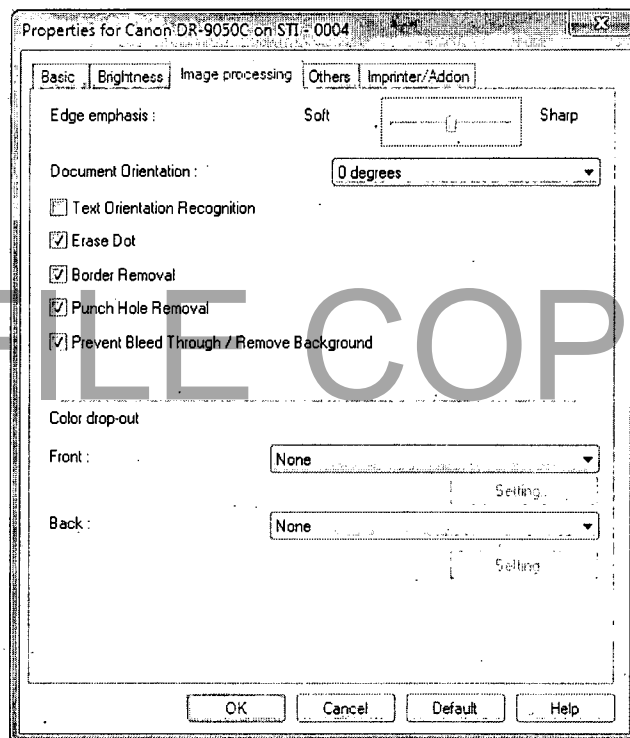 Properties for Canon DR-9050C on STI - 0004
Basic Brightness Image processing Others Imprinter/Addon
Edge emphasis : Soft Sharp
Document Orientation : 0 degrees
Text Orientation Recognition
Erase Dot
Border Removal
Punch Hole Removal
Prevent Bleed Through / Remove Background
FILE COP
Color drop-out
Front : None
Setting...
Back : None
Setting
OK Cancel Default Help